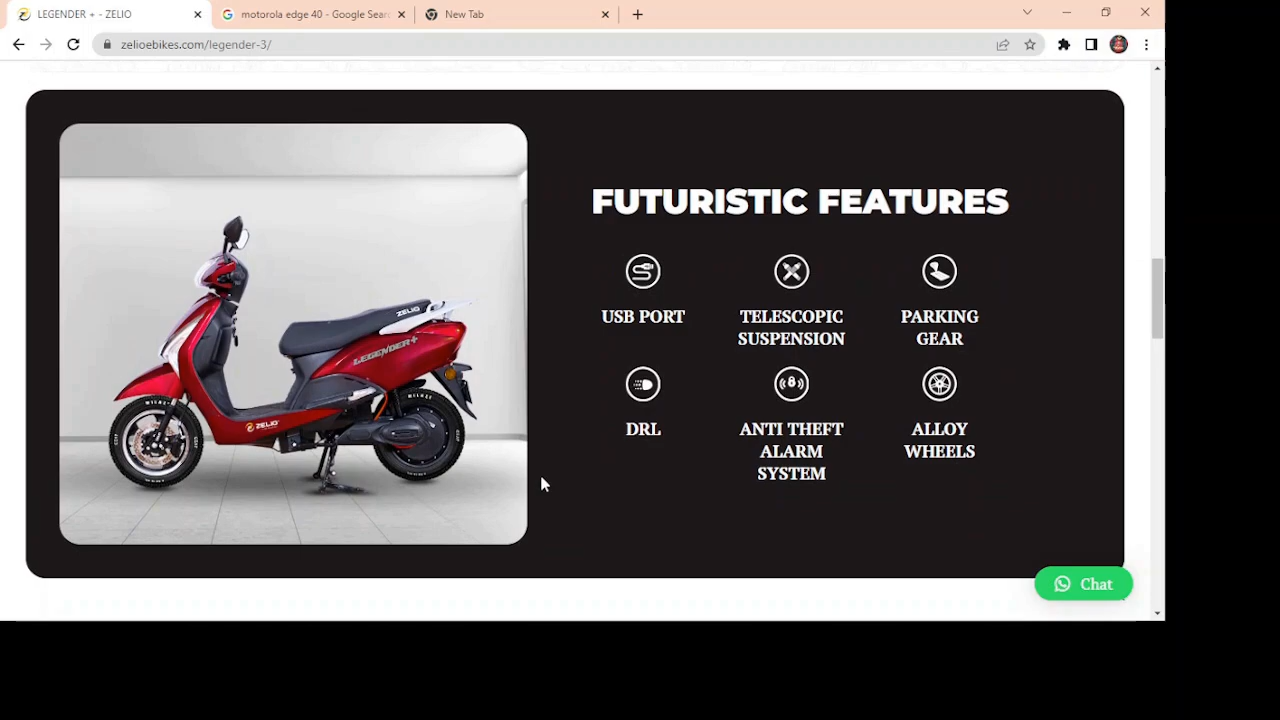 LEGENDER + - ZELIO
motorola edge 40 - Google Sear
New Tab
zelioebikes.com/legender-3/
FUTURISTIC FEATURES
USB PORT
TELESCOPIC
SUSPENSION
PARKING
GEAR
DRL
ANTI THEFT
ALARM
SYSTEM
ALLOY
WHEELS
ZELIO
LEGENDER+
ZELIO
Chat